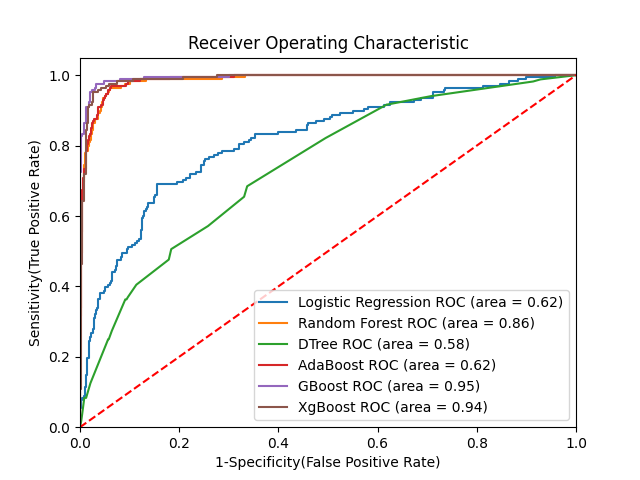 Receiver Operating Characteristic
Sensitivity(True Positive Rate)
1.0
0.8
0.6
0.4
0.2
0.0
Logistic Regression ROC (area = 0.62)
Random Forest ROC (area = 0.86)
DTree ROC (area = 0.58)
AdaBoost ROC (area = 0.62)
GBoost ROC (area = 0.95)
XgBoost ROC (area = 0.94)
0.0 0.2 0.4 0.6 0.8 1.0
1-Specificity(False Positive Rate)